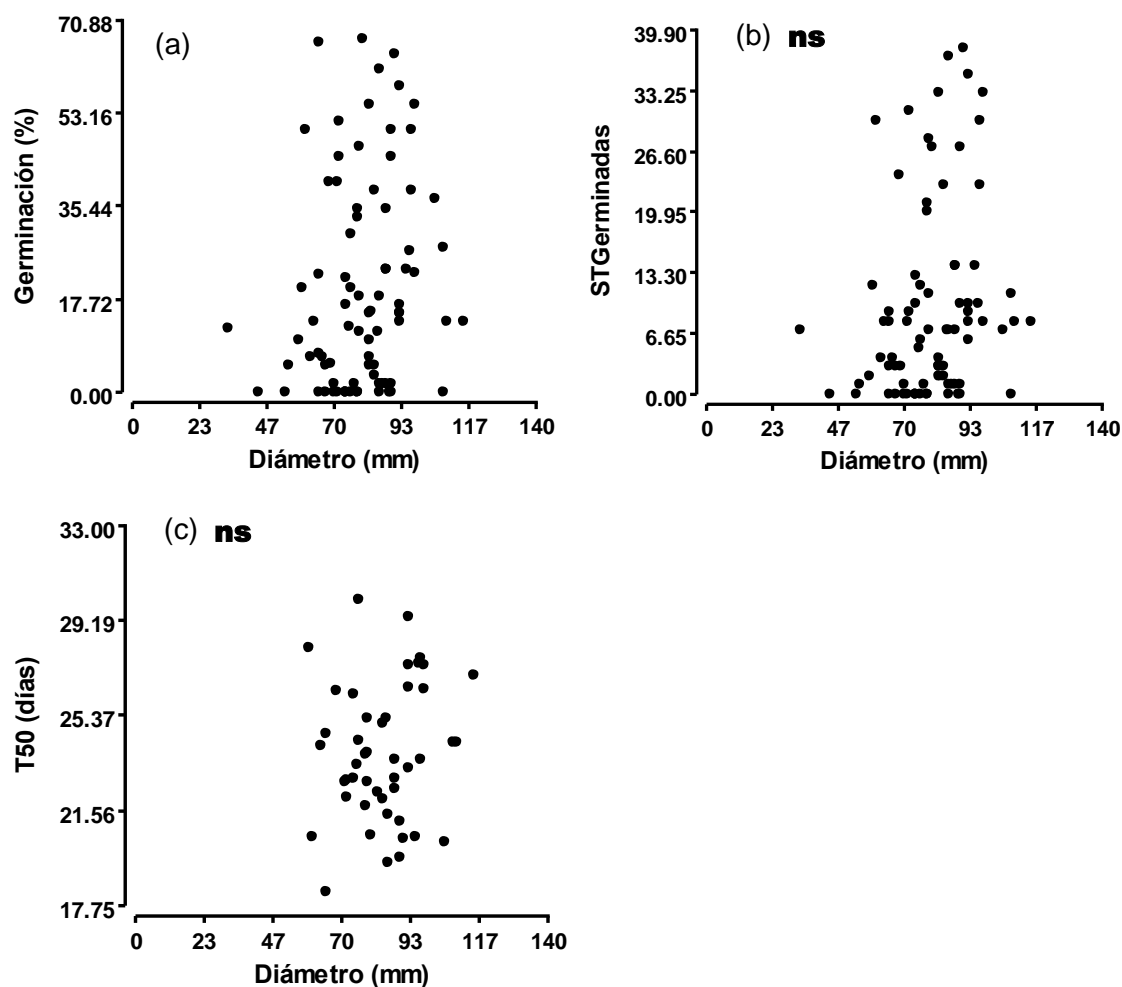 (a)
70.88
53.16
35.44
17.72
0.00
Germinación (%)
0 23 47 70 93 117 140
Diámetro (mm)
(b) ns
39.90
33.25
26.60
19.95
13.30
6.65
0.00
STGerminadas
0 23 47 70 93 117 140
Diámetro (mm)
(c) ns
33.00
29.19
25.37
21.56
17.75
T50 (días)
0 23 47 70 93 117 140
Diámetro (mm)